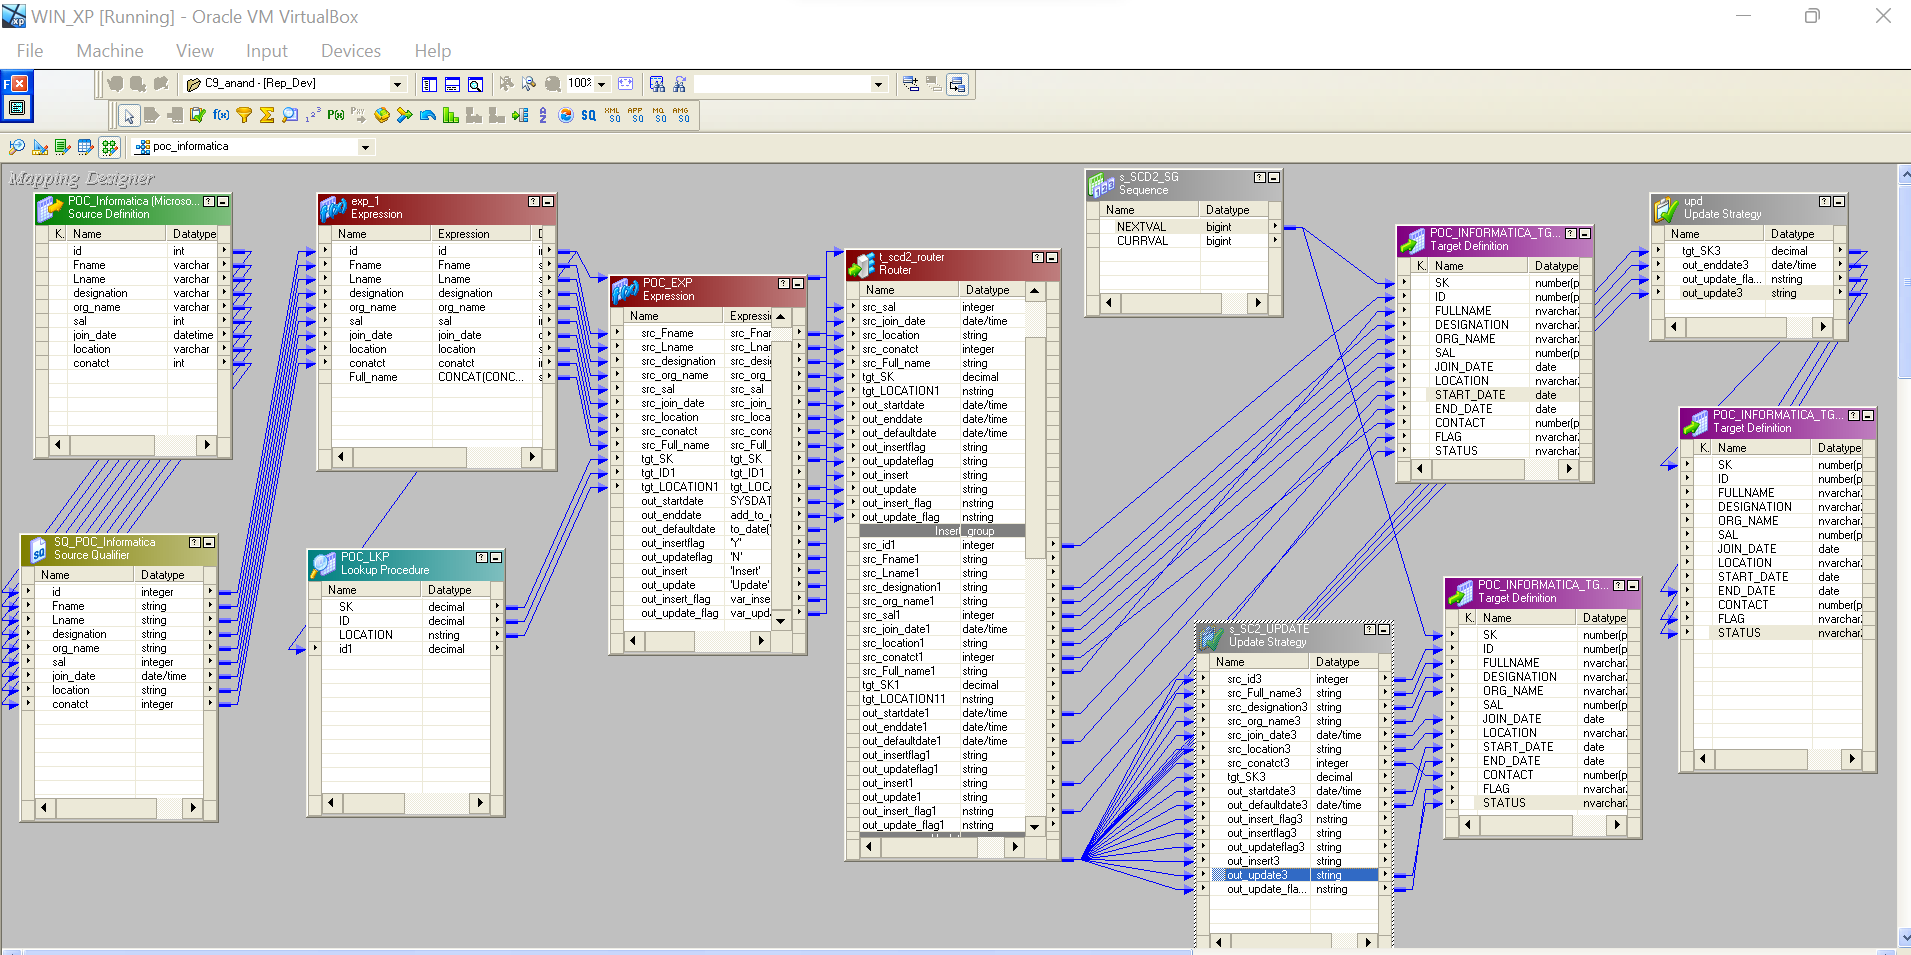 WIN_XP [Running] - Oracle VM VirtualBox
File Machine View Input Devices Help
C9_anand - [Rep_Dev]
100%
poc_informatica
Mapping Designer
POC_Informatica (Microso...
Source Definition
K. Name Datatype
id int
Fname varchar
Lname varchar
designation varchar
org_name varchar
sal int
join_date datetime
location varchar
conatct int
SQ_POC_Informatica
Source Qualifier
Name Datatype
id integer
Fname string
Lname string
designation string
org_name string
sal integer
join_date date/time
location string
conatct integer
exp_1
Expression
Name Expression
id id
Fname Fname
Lname Lname
designation designation
org_name org_name
sal sal
join_date join_date
location location
conatct conatct
Full_name CONCAT(CONC...
POC_LKP
Lookup Procedure
Name Datatype
SK decimal
ID decimal
LOCATION nstring
id1 decimal
POC_EXP
Expression
Name Expressi
src_Fname src_Fnar
src_Lname src_Lnar
src_designation src_desi
src_org_name src_org_
src_sal src_sal
src_join_date src_join_
src_location src_loca
src_conatct src_con
src_Full_name src_Full_
tgt_SK tgt_SK
tgt_ID1 tgt_ID1
tgt_LOCATION1 tgt_LOC
out_startdate SYSDAT
out_enddate add_to_
out_defaultdate to_date('
out_insertflag 'Y'
out_updateflag 'N'
out_insert 'Insert'
out_update 'Update'
out_insert_flag var_inse
out_update_flag var_upd
t_scd2_router
Router
Name Datatype
src_sal integer
src_join_date date/time
src_location string
src_conatct integer
src_Full_name string
tgt_SK decimal
tgt_LOCATION1 nstring
out_startdate date/time
out_enddate date/time
out_defaultdate date/time
out_insertflag string
out_updateflag string
out_insert string
out_update string
out_insert_flag nstring
out_update_flag nstring
Insert_group
src_id1 integer
src_Fname1 string
src_Lname1 string
src_designation1 string
src_org_name1 string
src_sal1 integer
src_join_date1 date/time
src_location1 string
src_conatct1 integer
src_Full_name1 string
tgt_SK1 decimal
tgt_LOCATION11 nstring
out_startdate1 date/time
out_enddate1 date/time
out_defaultdate1 date/time
out_insertflag1 string
out_updateflag1 string
out_insert1 string
out_update1 string
out_insert_flag1 nstring
out_update_flag1 nstring
s_SCD2_SG
Sequence
Name Datatype
NEXTVAL bigint
CURRVAL bigint
s_SC2_UPDATE
Update Strategy
Name Datatype
src_id3 integer
src_Full_name3 string
src_designation3 string
src_org_name3 string
src_join_date3 date/time
src_location3 string
src_conatct3 integer
tgt_SK3 decimal
out_startdate3 date/time
out_defaultdate3 date/time
out_insert_flag3 nstring
out_insertflag3 string
out_updateflag3 string
out_insert3 string
out_update3 string
out_update_fla... nstring
POC_INFORMATICA_TG...
Target Definition
K. Name Datatype
SK number(p
ID number(p
FULLNAME nvarchar
DESIGNATION nvarchar
ORG_NAME nvarchar
SAL number(p
JOIN_DATE date
LOCATION nvarchar
START_DATE date
END_DATE date
CONTACT number(p
FLAG nvarchar
STATUS nvarchar
POC_INFORMATICA_TG...
Target Definition
K. Name Datatype
SK number(p
ID number(p
FULLNAME nvarchar
DESIGNATION nvarchar
ORG_NAME nvarchar
SAL number(p
JOIN_DATE date
LOCATION nvarchar
START_DATE date
END_DATE date
CONTACT number(p
FLAG nvarchar
STATUS nvarchar
upd
Update Strategy
Name Datatype
tgt_SK3 decimal
out_enddate3 date/time
out_update_fla... nstring
out_update3 string
POC_INFORMATICA_TG...
Target Definition
K. Name Datatype
SK number(p
ID number(p
FULLNAME nvarchar
DESIGNATION nvarchar
ORG_NAME nvarchar
SAL number(p
JOIN_DATE date
LOCATION nvarchar
START_DATE date
END_DATE date
CONTACT number(p
FLAG nvarchar
STATUS nvarchar